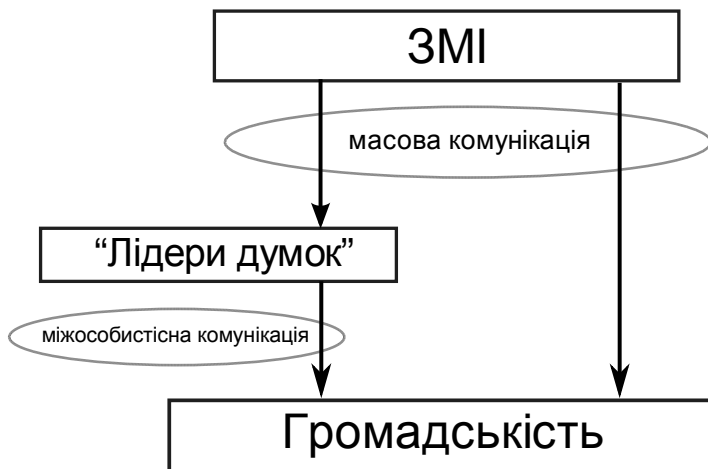 ЗМІ
масова комунікація
“Лідери думок”
міжособистісна комунікація
Громадськість